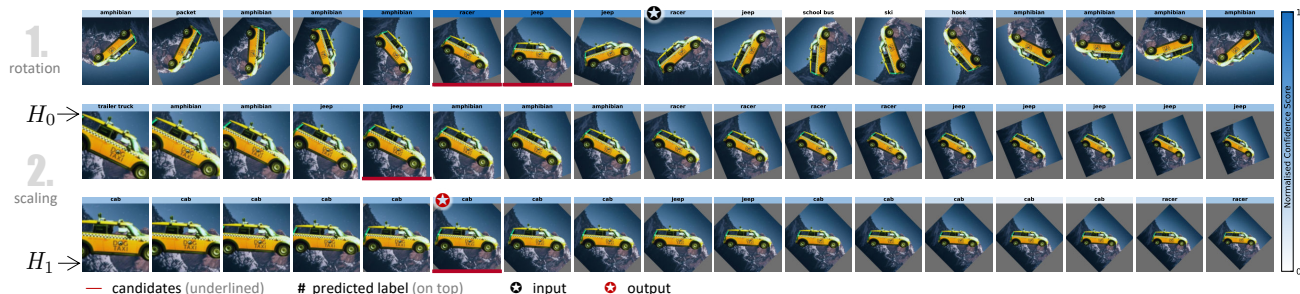 amphibian packet amphibian amphibian amphibian racer jeep jeep racer jeep school bus ski hook amphibian amphibian amphibian amphibian
1.
rotation
trailer truck amphibian amphibian jeep jeep amphibian amphibian amphibian racer racer racer racer jeep jeep jeep jeep jeep
H0
2.
scaling
cab cab cab cab cab cab cab cab jeep jeep cab cab cab cab cab racer racer
H1
candidates (underlined) # predicted label (on top) input output
1
Normalised Confidence Score
0
TAXI